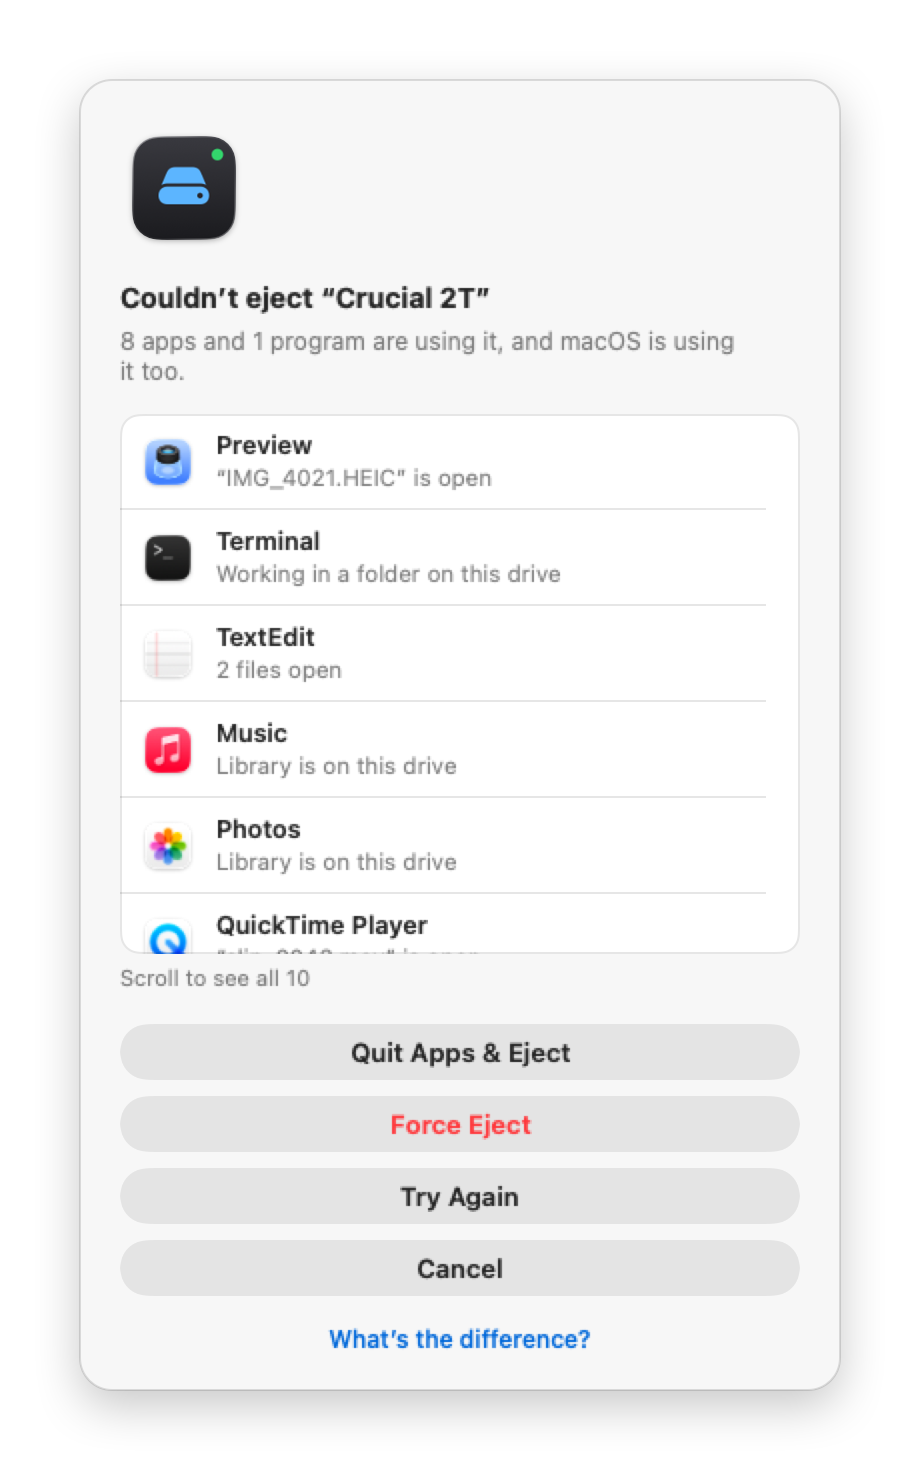 Couldn’t eject “Crucial 2T”
8 apps and 1 program are using it, and macOS is using
it too.
Preview
“IMG_4021.HEIC” is open
>_
Terminal
Working in a folder on this drive
TextEdit
2 files open
Music
Library is on this drive
Photos
Library is on this drive
QuickTime Player
Scroll to see all 10
Quit Apps & Eject
Force Eject
Try Again
Cancel
What’s the difference?